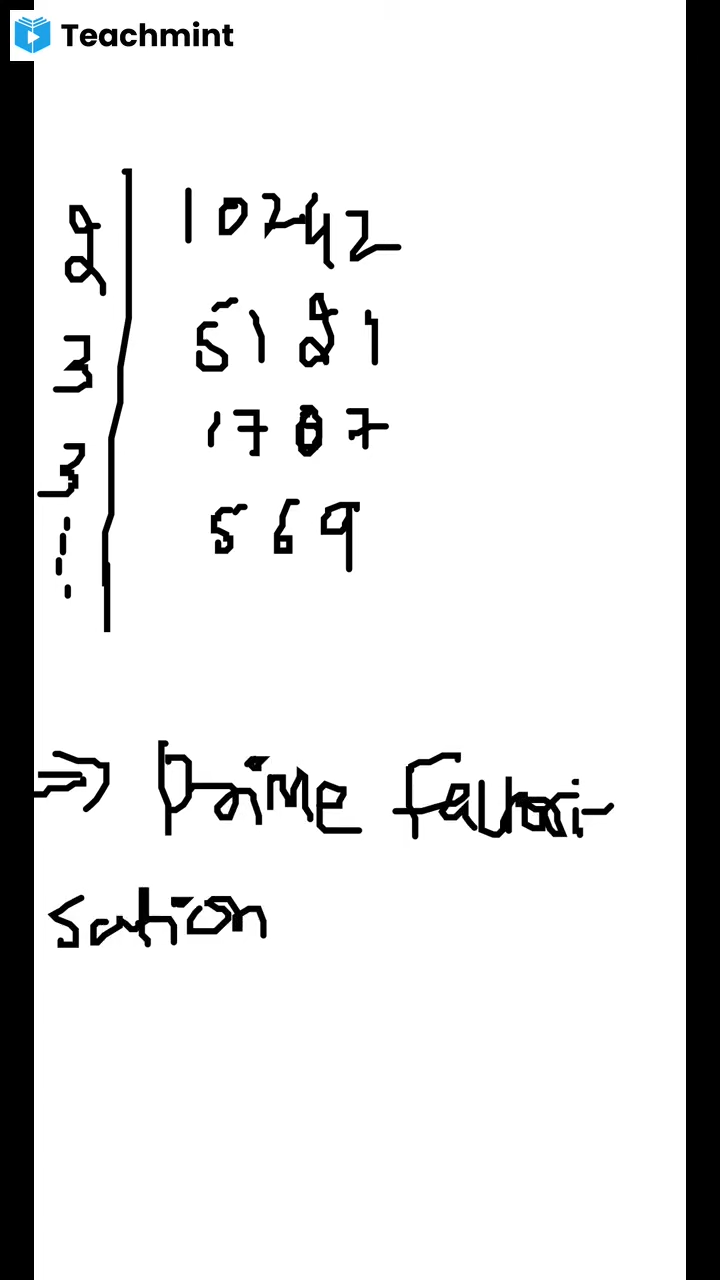 Teachmint
2 | 10242
3 | 5121
3 | 1707
⋮ | 569
⇒ Prime Factori-
sation